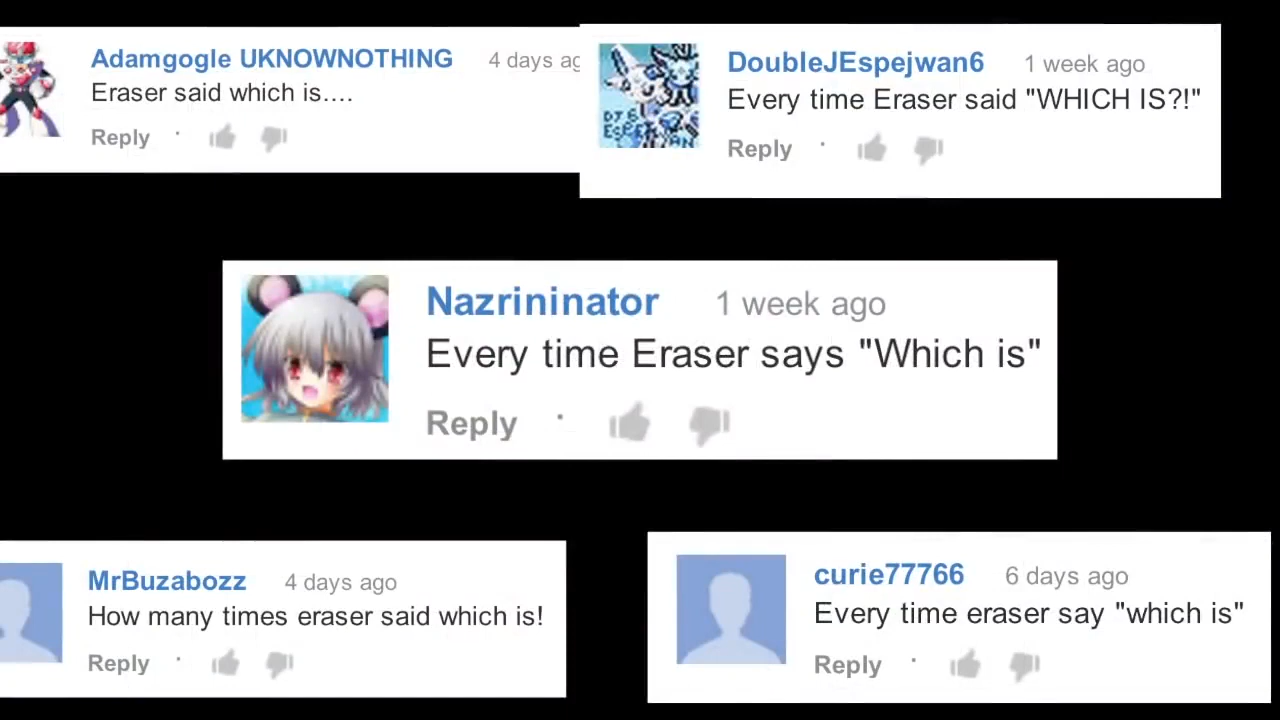 Adamgogle UKNOWNOTHING 4 days ag
Eraser said which is....
Reply
DoubleJEspejwan6 1 week ago
Every time Eraser said "WHICH IS?!"
Reply
Nazrininator 1 week ago
Every time Eraser says "Which is"
Reply
MrBuzabozz 4 days ago
How many times eraser said which is!
Reply
curie77766 6 days ago
Every time eraser say "which is"
Reply